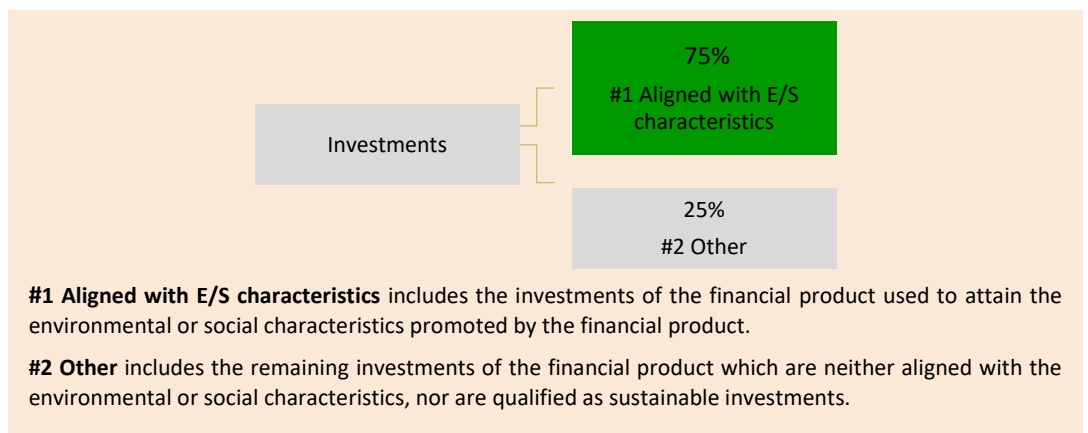 75%
#1 Aligned with E/S
characteristics
Investments
25%
#2 Other
#1 Aligned with E/S characteristics includes the investments of the financial product used to attain the
environmental or social characteristics promoted by the financial product.
#2 Other includes the remaining investments of the financial product which are neither aligned with the
environmental or social characteristics, nor are qualified as sustainable investments.